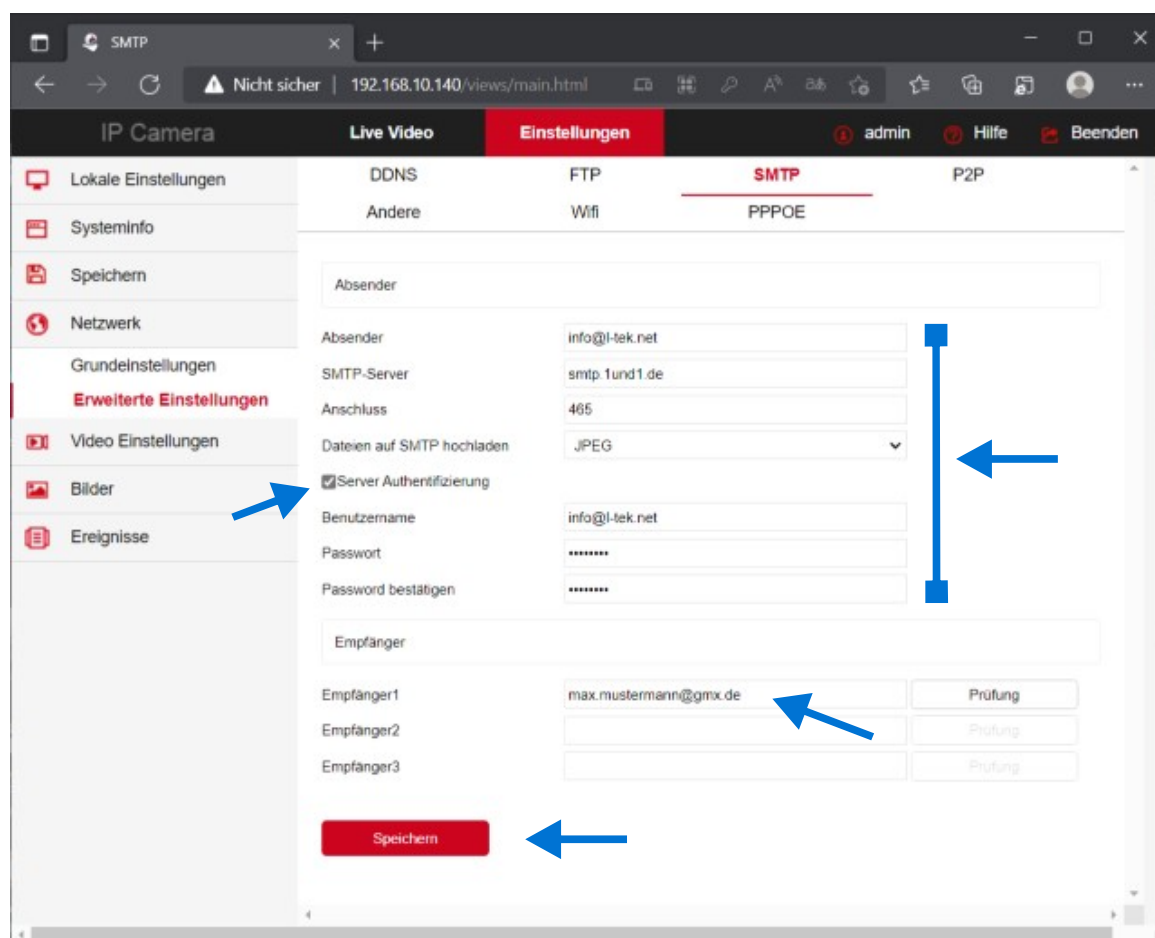 SMTP
Nicht sicher | 192.168.10.140/views/main.html
IP Camera Live Video Einstellungen admin Hilfe Beenden
Lokale Einstellungen
Systeminfo
Speichern
Netzwerk
Grundeinstellungen
Erweiterte Einstellungen
Video Einstellungen
Bilder
Ereignisse
DDNS FTP SMTP P2P
Andere Wifi PPPOE
Absender
Absender info@l-tek.net
SMTP-Server smtp.1und1.de
Anschluss 465
Dateien auf SMTP hochladen JPEG
Server Authentifizierung
Benutzername info@l-tek.net
Passwort ••••••••
Password bestätigen ••••••••
Empfänger
Empfänger1 max.mustermann@gmx.de Prüfung
Empfänger2 Prüfung
Empfänger3 Prüfung
Speichern